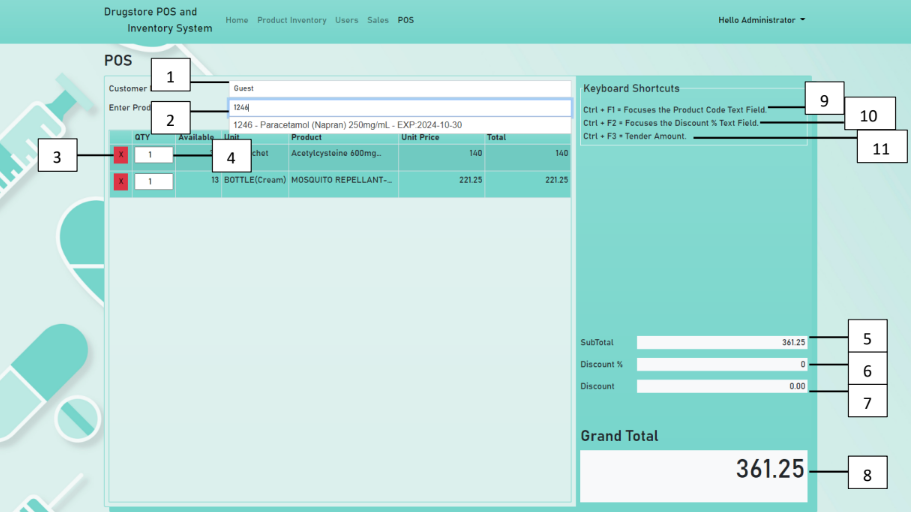 Drugstore POS and
Inventory System
Home Product Inventory Users Sales POS
Hello Administrator
POS
1
Customer
Guest
2
Enter Prod
1246
1246 - Paracetamol (Napran) 250mg/mL - EXP:2024-10-30
QTY Available Unit Product Unit Price Total
3
X 1
4
chet Acetylcysteine 600mg... 140 140
X 1 13 BOTTLE(Cream) MOSQUITO REPELLANT-... 221.25 221.25
Keyboard Shortcuts
Ctrl + F1 = Focuses the Product Code Text Field.
9
Ctrl + F2 = Focuses the Discount % Text Field.
10
Ctrl + F3 = Tender Amount.
11
SubTotal 361.25
5
Discount % 0
6
Discount 0.00
7
Grand Total
361.25
8